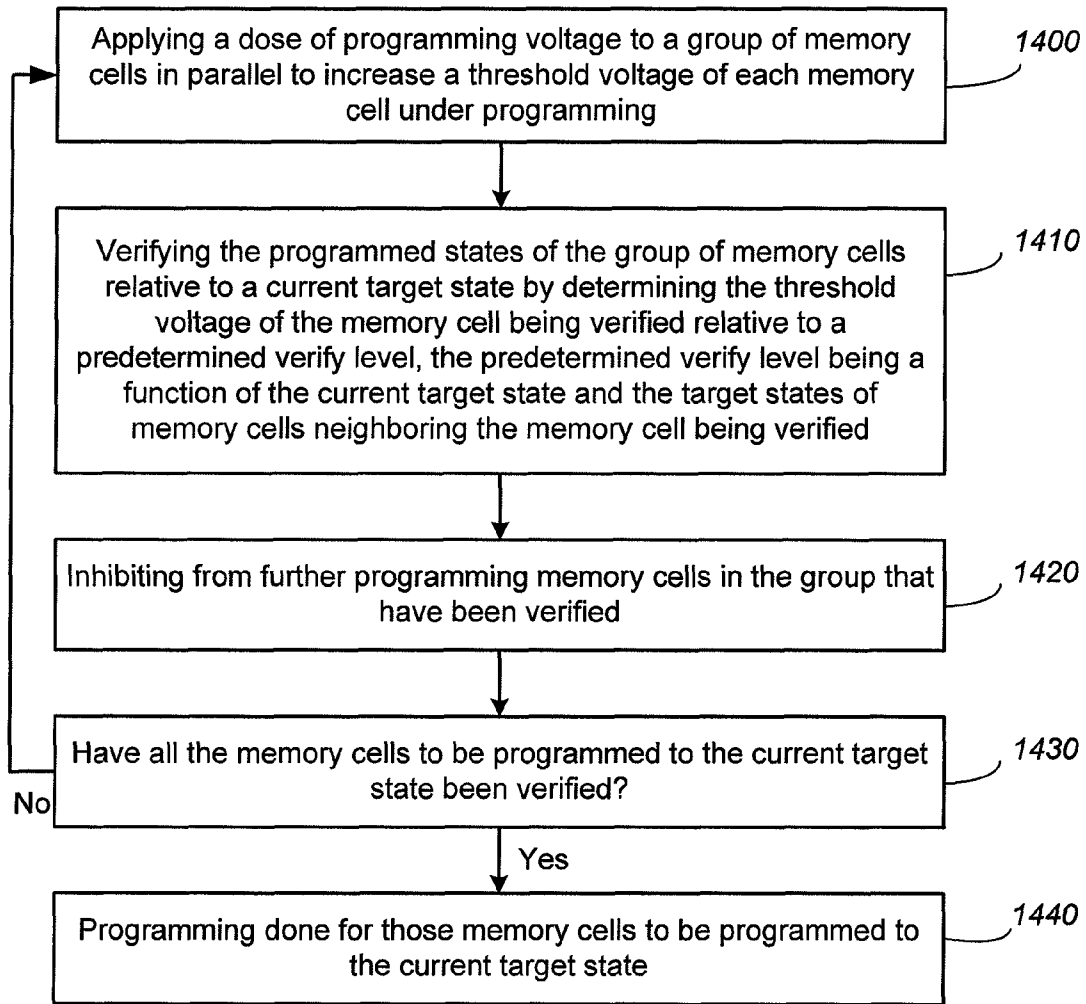 Applying a dose of programming voltage to a group of memory
cells in parallel to increase a threshold voltage of each memory
cell under programming
1400
Verifying the programmed states of the group of memory cells
relative to a current target state by determining the threshold
voltage of the memory cell being verified relative to a
predetermined verify level, the predetermined verify level being a
function of the current target state and the target states of
memory cells neighboring the memory cell being verified
1410
Inhibiting from further programming memory cells in the group that
have been verified
1420
Have all the memory cells to be programmed to the current target
state been verified?
1430
No
Yes
Programming done for those memory cells to be programmed to
the current target state
1440